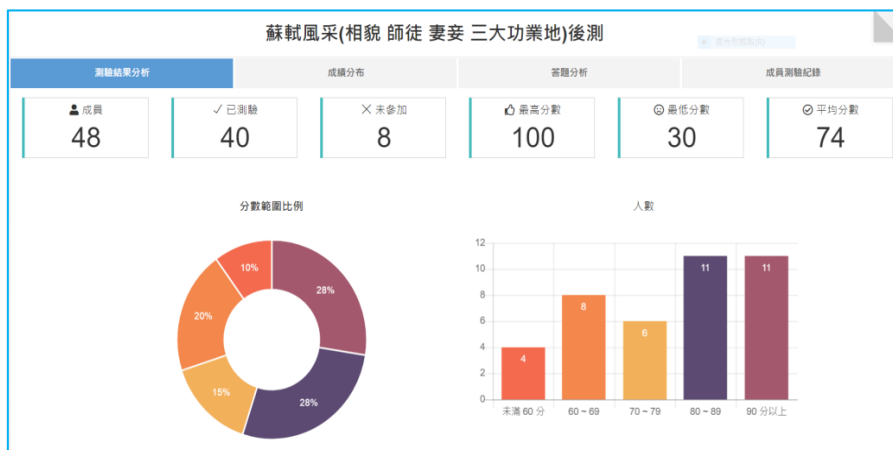 蘇軾風采(相貌 師徒 妻妾 三大功業地)後測
測驗結果分析 成績分布 答題分析 成員測驗紀錄
成員 已測驗 未參加 最高分數 最低分數 平均分數
48 40 8 100 30 74
分數範圍比例
10%
28%
20%
15%
28%
人數
12
10
8
6
4
2
0
4 8 6 11 11
未滿 60 分 60 ~ 69 70 ~ 79 80 ~ 89 90 分以上